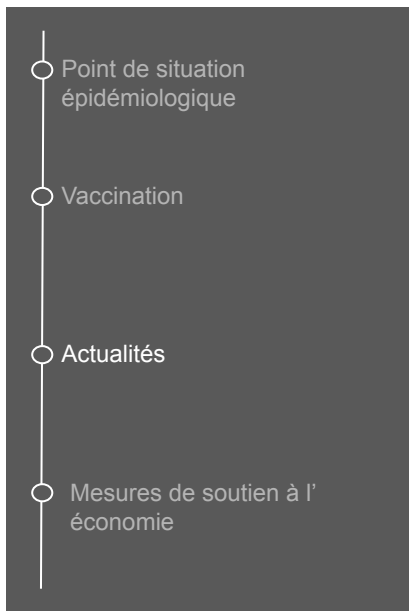 Point de situation
épidémiologique
Vaccination
Actualités
Mesures de soutien à l’
économie